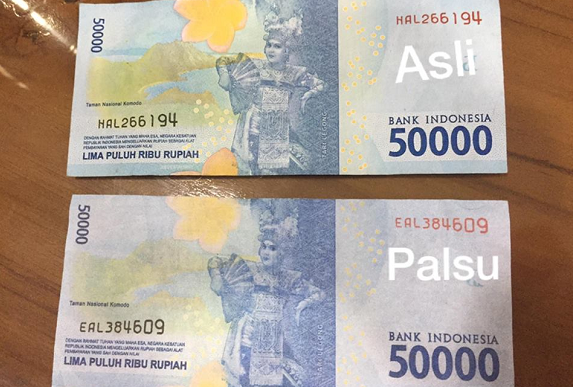 50000
HAL266194
Asli
Taman Nasional Komodo
HAL266194
DENGAN RAHMAT TUHAN YANG MAHA ESA, NEGARA KESATUAN
REPUBLIK INDONESIA MENGELUARKAN RUPIAH SEBAGAI ALAT
PEMBAYARAN YANG SAH DENGAN NILAI
LIMA PULUH RIBU RUPIAH
TARI LEGONG
BANK INDONESIA
50000
50000
EAL384609
Palsu
Taman Nasional Komodo
EAL384609
DENGAN RAHMAT TUHAN YANG MAHA ESA, NEGARA KESATUAN
REPUBLIK INDONESIA MENGELUARKAN RUPIAH SEBAGAI ALAT
PEMBAYARAN YANG SAH DENGAN NILAI
LIMA PULUH RIBU RUPIAH
BANK INDONESIA
50000